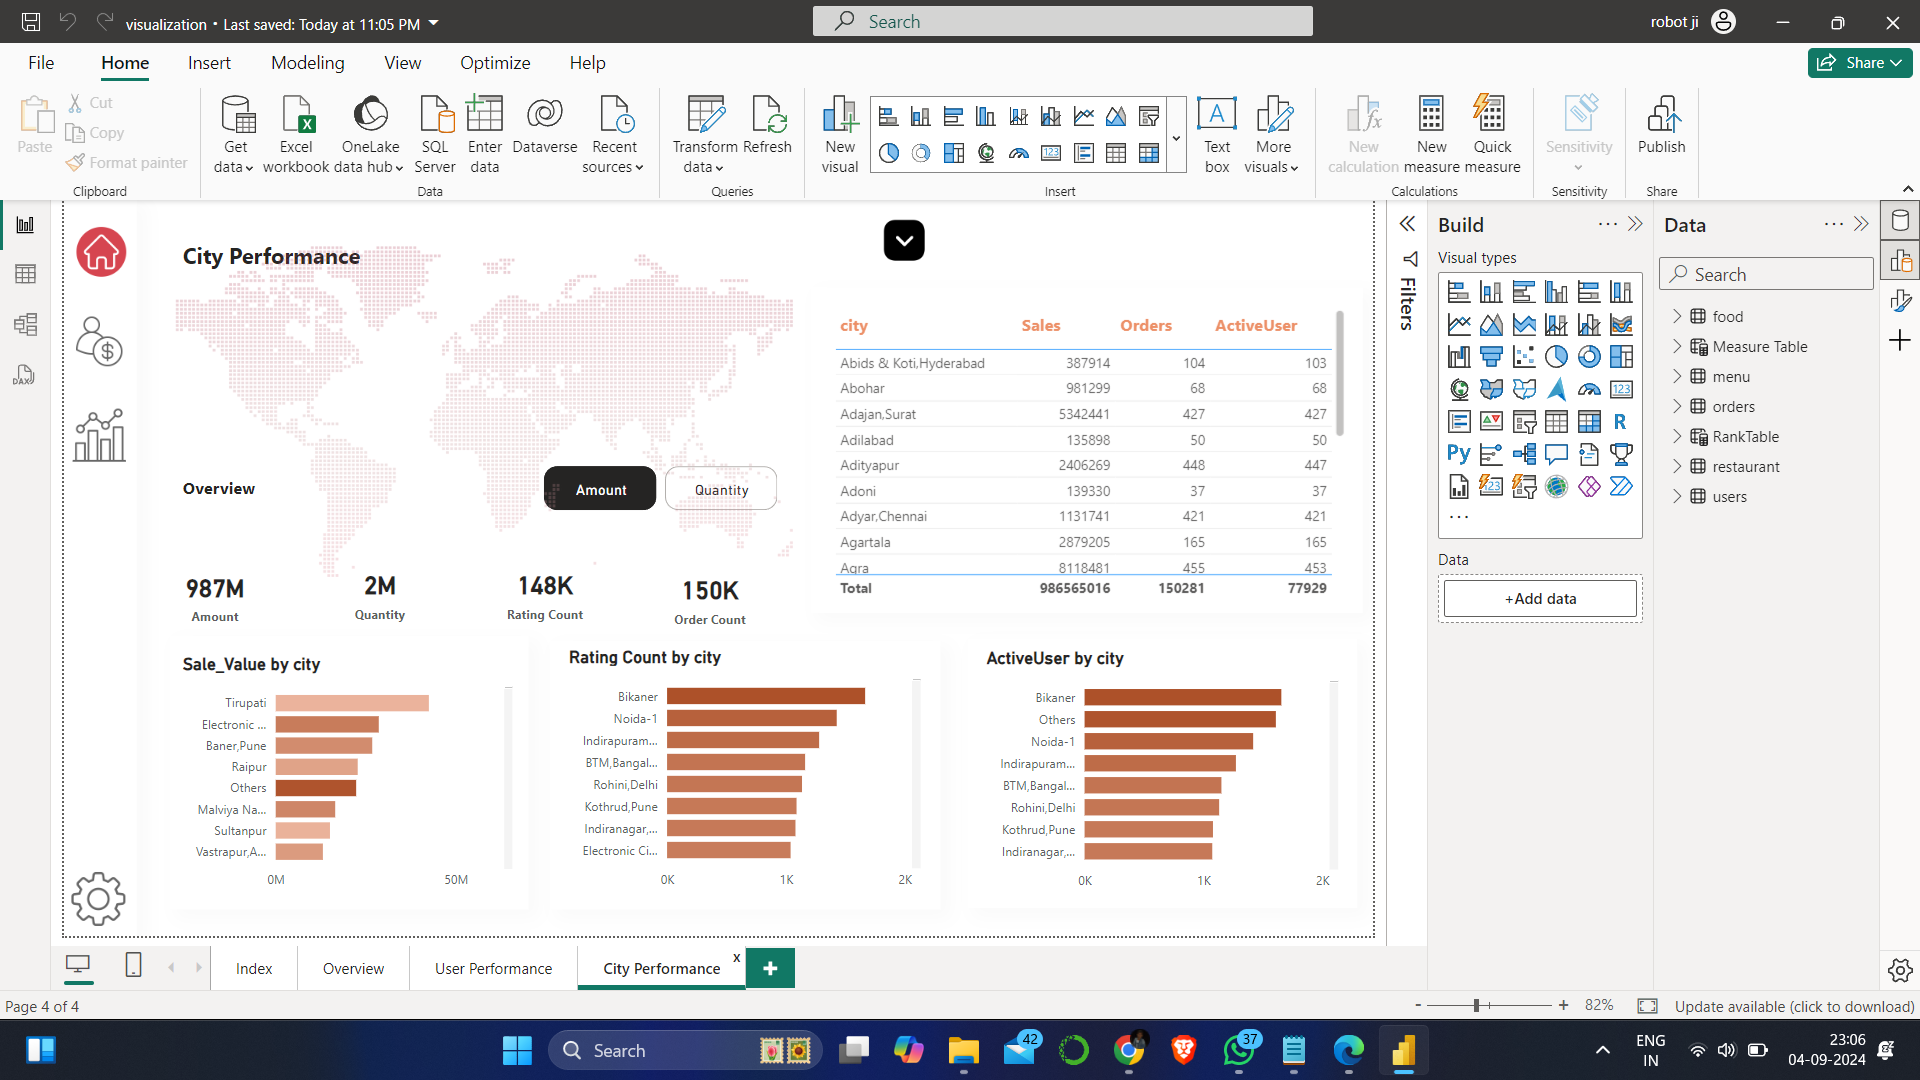 visualization • Last saved: Today at 11:05 PM
Search
robot ji
File Home Insert Modeling View Optimize Help
Share
Paste
Cut
Copy
Format painter
Clipboard
Get data
Excel workbook
OneLake data hub
SQL Server
Enter data
Dataverse
Recent sources
Data
Transform data
Refresh
Queries
New visual
Text box
More visuals
Insert
New calculation
New measure
Quick measure
Calculations
Sensitivity
Sensitivity
Publish
Share
City Performance
Overview
Amount
Quantity
987M
Amount
2M
Quantity
148K
Rating Count
150K
Order Count
city Sales Orders ActiveUser
Abids & Koti,Hyderabad 387914 104 103
Abohar 981299 68 68
Adajan,Surat 5342441 427 427
Adilabad 135898 50 50
Adityapur 2406269 448 447
Adoni 139330 37 37
Adyar,Chennai 1131741 421 421
Agartala 2879205 165 165
Agra 8118481 455 453
Total 986565016 150281 77929
Sale_Value by city
Tirupati
Electronic ...
Baner,Pune
Raipur
Others
Malviya Na...
Sultanpur
Vastrapur,A...
0M 50M
Rating Count by city
Bikaner
Noida-1
Indirapuram...
BTM,Bangal...
Rohini,Delhi
Kothrud,Pune
Indiranagar,...
Electronic Ci...
0K 1K 2K
ActiveUser by city
Bikaner
Others
Noida-1
Indirapuram...
BTM,Bangal...
Rohini,Delhi
Kothrud,Pune
Indiranagar,...
0K 1K 2K
Filters
Build
Visual types
Data
+Add data
Data
Search
food
Measure Table
menu
orders
RankTable
restaurant
users
Index
Overview
User Performance
City Performance
x
Page 4 of 4
- + 82%
Update available (click to download)
Search
42
37
ENG
IN
23:06
04-09-2024